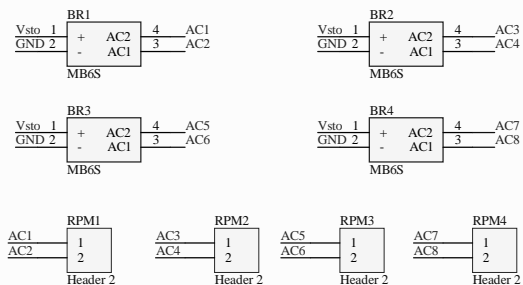 BR1 BR2
Vsto 1 + AC2 4 AC1 Vsto 1 + AC2 4 AC3
GND 2 - AC1 3 AC2 GND 2 - AC1 3 AC4
MB6S MB6S
BR3 BR4
Vsto 1 + AC2 4 AC5 Vsto 1 + AC2 4 AC7
GND 2 - AC1 3 AC6 GND 2 - AC1 3 AC8
MB6S MB6S
RPM1 RPM2 RPM3 RPM4
AC1 1 AC3 1 AC5 1 AC7 1
AC2 2 AC4 2 AC6 2 AC8 2
Header 2 Header 2 Header 2 Header 2